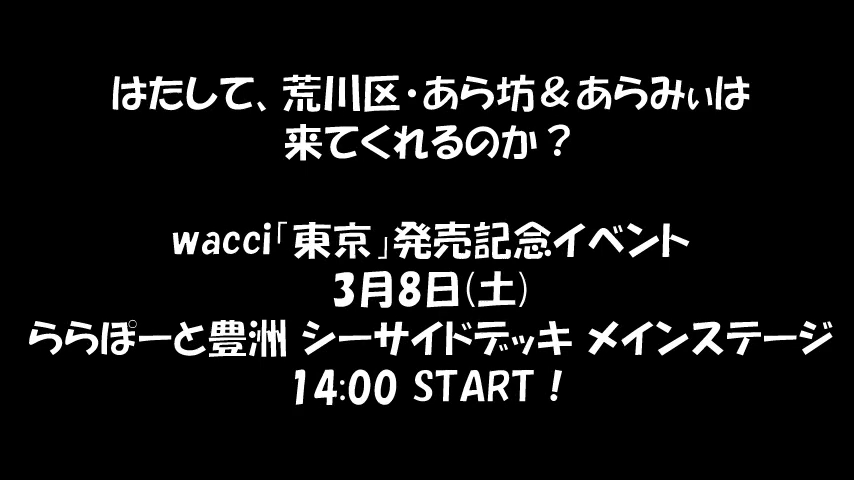 はたして、荒川区・あら坊＆あらみぃは
来てくれるのか？
wacci「東京」発売記念イベント
3月8日(土)
ららぽーと豊洲 シーサイドデッキ メインステージ
14:00 START！